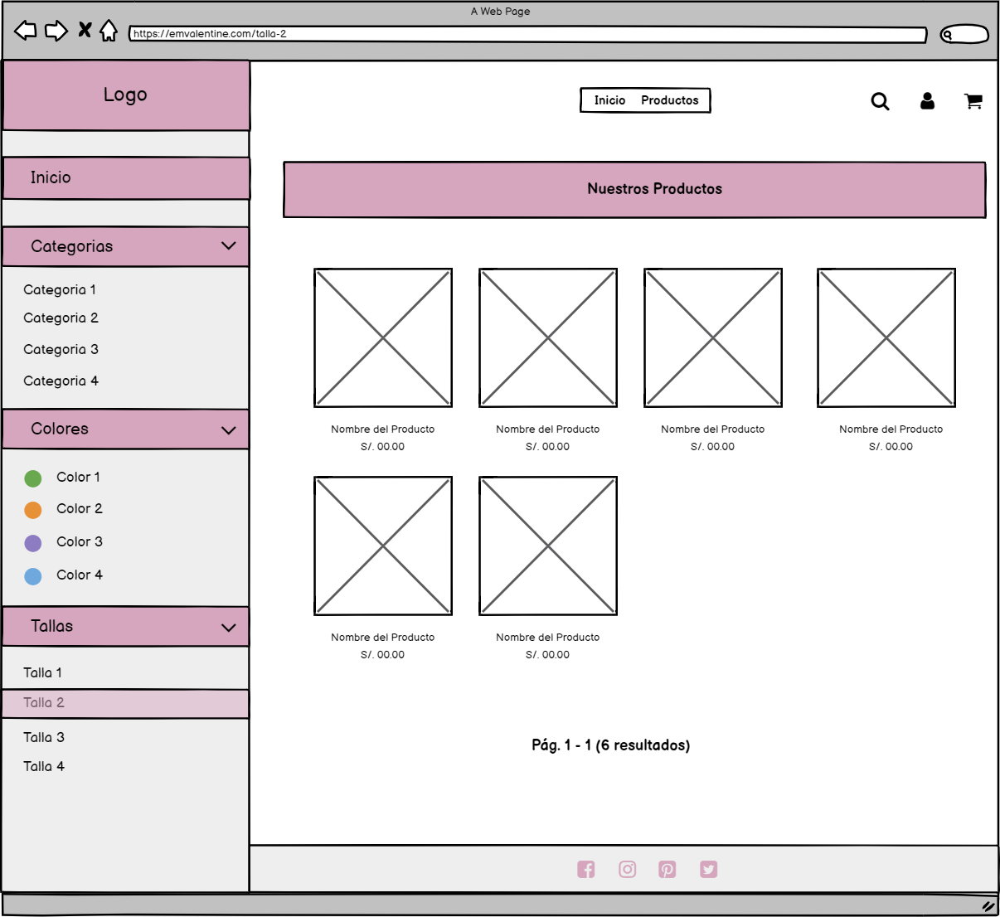 A Web Page
https://emvalentine.com/talla-2
Logo
Inicio Productos
Inicio
Nuestros Productos
Categorias
Categoria 1
Categoria 2
Categoria 3
Categoria 4
Colores
Color 1
Color 2
Color 3
Color 4
Tallas
Talla 1
Talla 2
Talla 3
Talla 4
Nombre del Producto Nombre del Producto Nombre del Producto Nombre del Producto
S/. 00.00 S/. 00.00 S/. 00.00 S/. 00.00
Nombre del Producto Nombre del Producto
S/. 00.00 S/. 00.00
Pág. 1 - 1 (6 resultados)